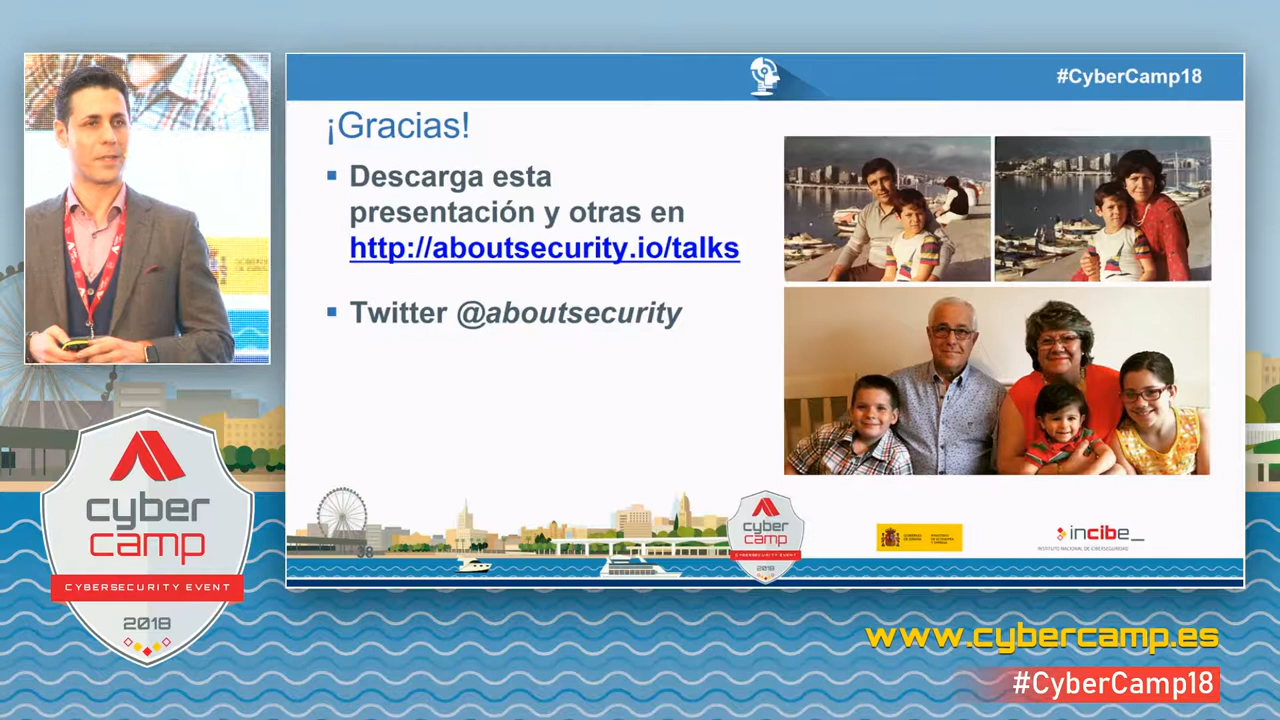 #CyberCamp18
¡Gracias!
Descarga esta
presentación y otras en
http://aboutsecurity.io/talks
Twitter @aboutsecurity
38
cyber
camp
CYBERSECURITY EVENT
2018
incibe_
INSTITUTO NACIONAL DE CIBERSEGURIDAD
cyber
camp
CYBERSECURITY EVENT
2018
www.cybercamp.es
#CyberCamp18